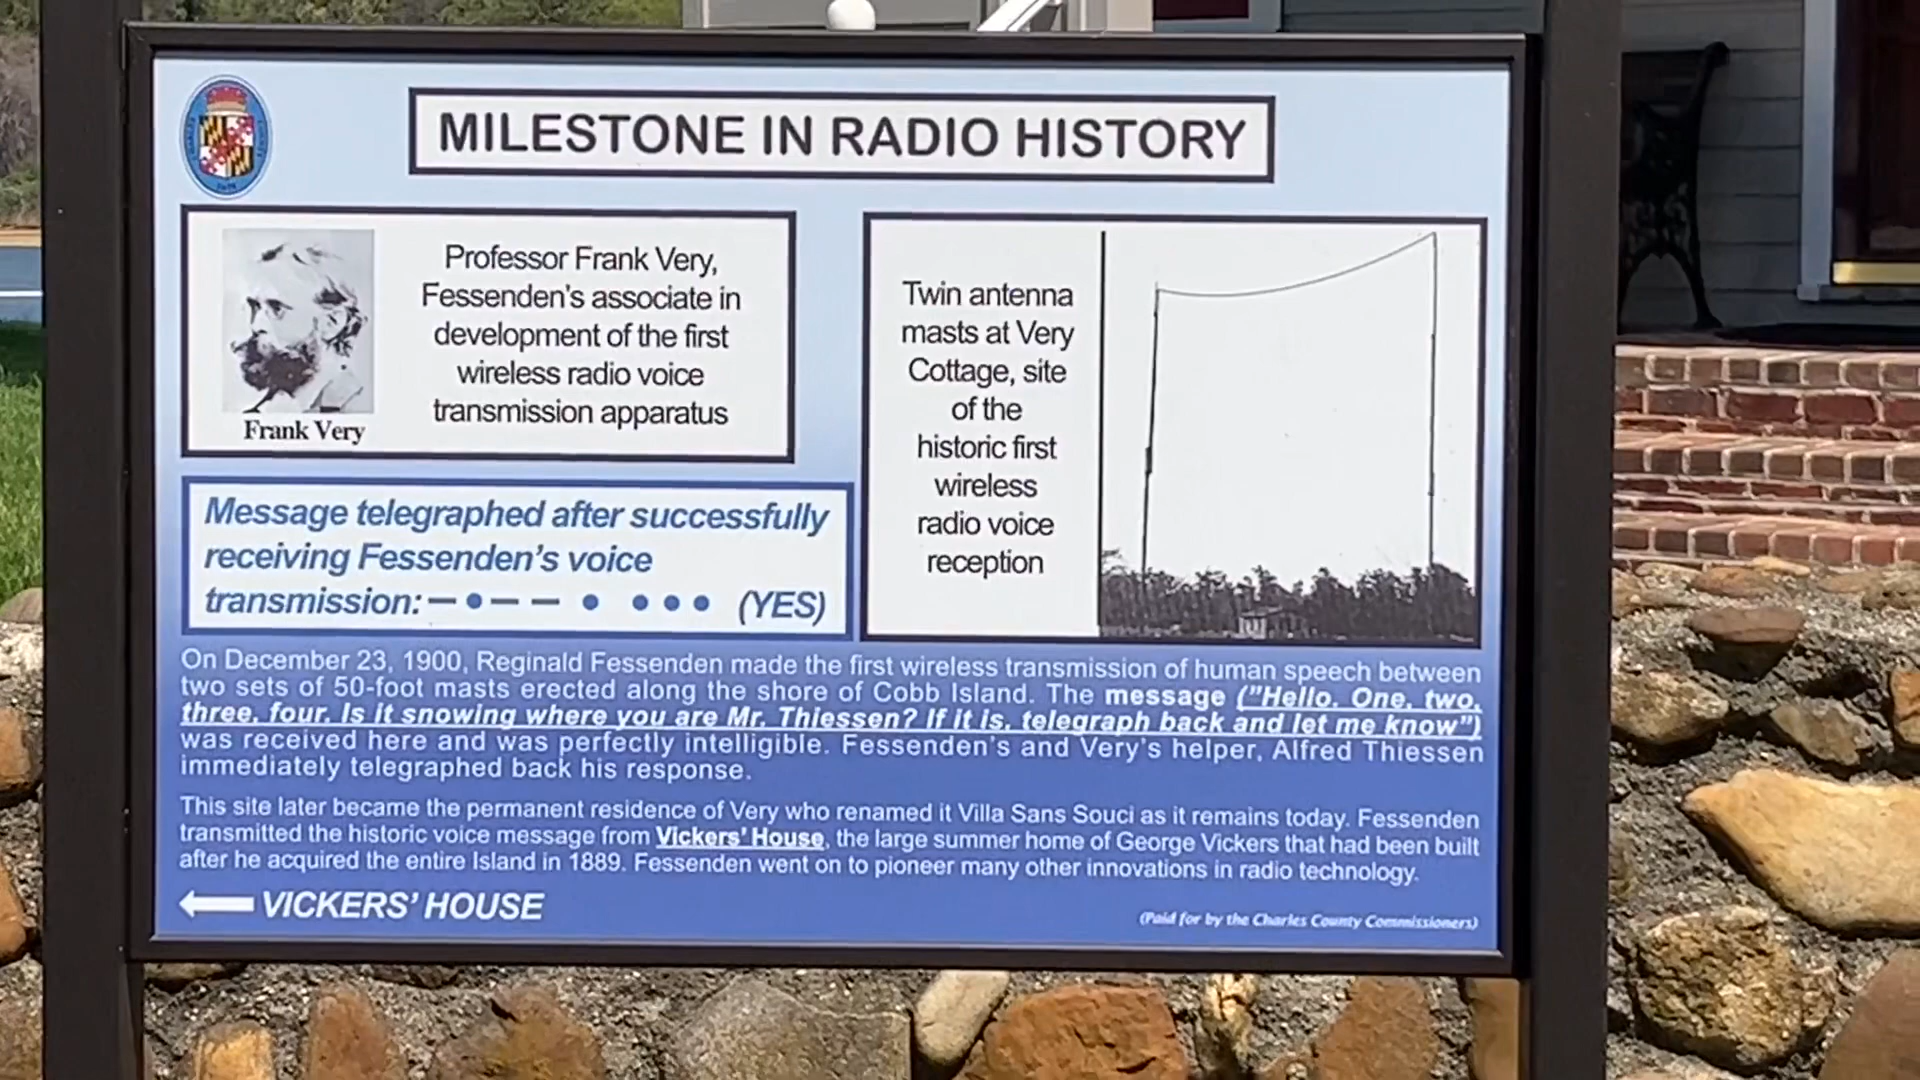 MILESTONE IN RADIO HISTORY
Professor Frank Very,
Fessenden's associate in
development of the first
wireless radio voice
transmission apparatus
Frank Very
Twin antenna
masts at Very
Cottage, site
of the
historic first
wireless
radio voice
reception
Message telegraphed after successfully
receiving Fessenden's voice
transmission: — • — — • • • • (YES)
On December 23, 1900, Reginald Fessenden made the first wireless transmission of human speech between
two sets of 50-foot masts erected along the shore of Cobb Island. The message ("Hello. One, two,
three, four. Is it snowing where you are Mr. Thiessen? If it is, telegraph back and let me know")
was received here and was perfectly intelligible. Fessenden's and Very's helper, Alfred Thiessen
immediately telegraphed back his response.
This site later became the permanent residence of Very who renamed it Villa Sans Souci as it remains today. Fessenden
transmitted the historic voice message from Vickers' House, the large summer home of George Vickers that had been built
after he acquired the entire Island in 1889. Fessenden went on to pioneer many other innovations in radio technology.
VICKERS' HOUSE
(Paid for by the Charles County Commissioners)